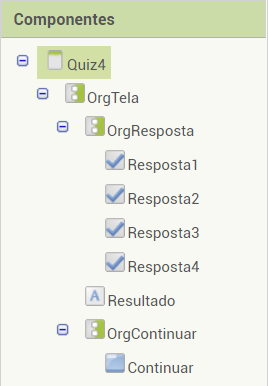 Componentes
Quiz4
OrgTela
OrgResposta
Resposta1
Resposta2
Resposta3
Resposta4
A Resultado
OrgContinuar
Continuar